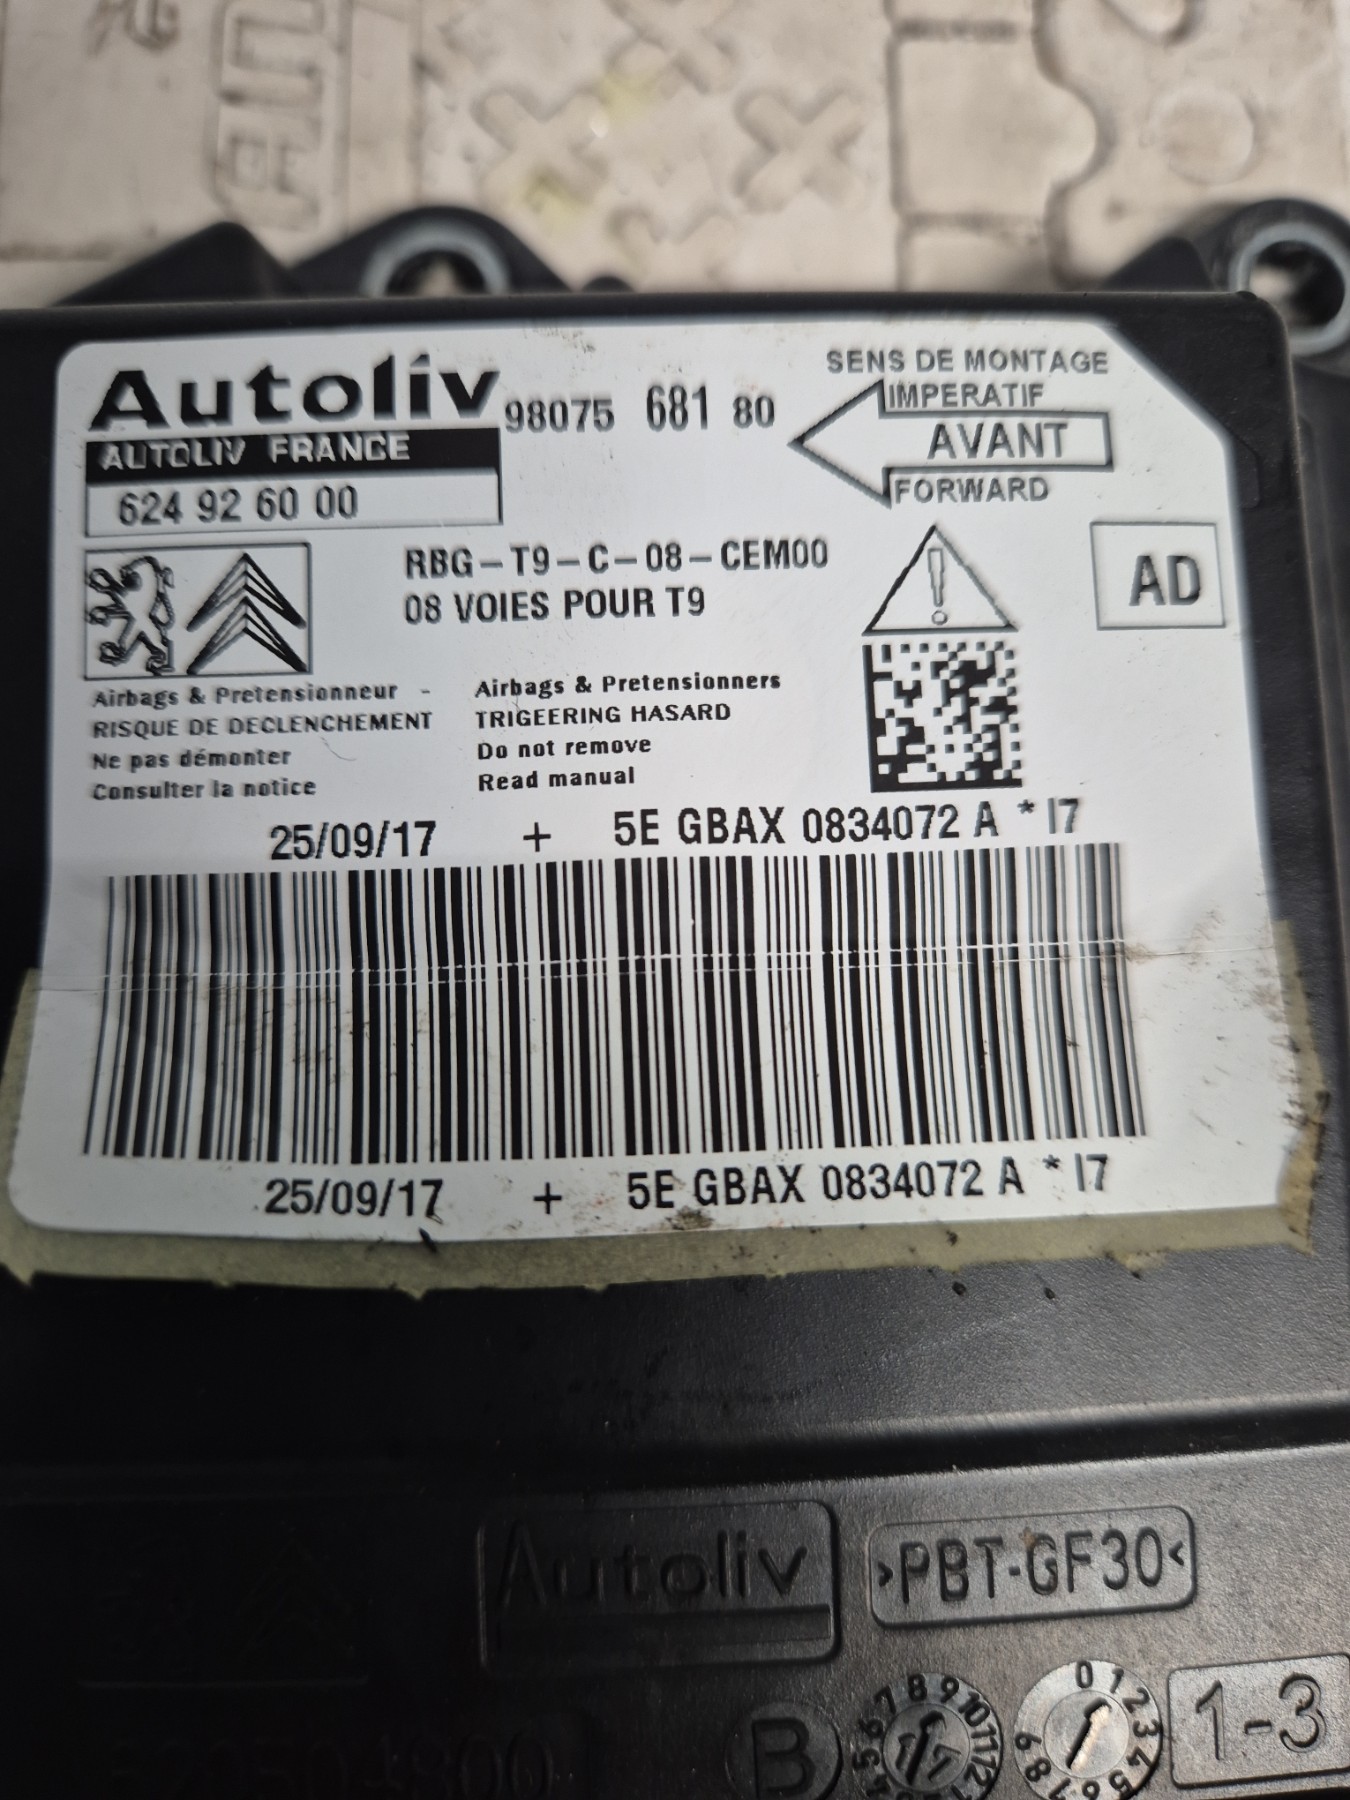 Autoliv
AUTOLIV FRANCE
624 92 60 00
98075 681 80
SENS DE MONTAGE
IMPERATIF
AVANT
FORWARD
RBG-T9-C-08-CEM00
08 VOIES POUR T9
AD
Airbags & Pretensionneur -
RISQUE DE DECLENCHEMENT
Ne pas démonter
Consulter la notice
Airbags & Pretensionners
TRIGEERING HASARD
Do not remove
Read manual
25/09/17 + 5E GBAX 0834072 A * I7
25/09/17 + 5E GBAX 0834072 A * I7
Autoliv
>PBT-GF30<
B
17
1-3